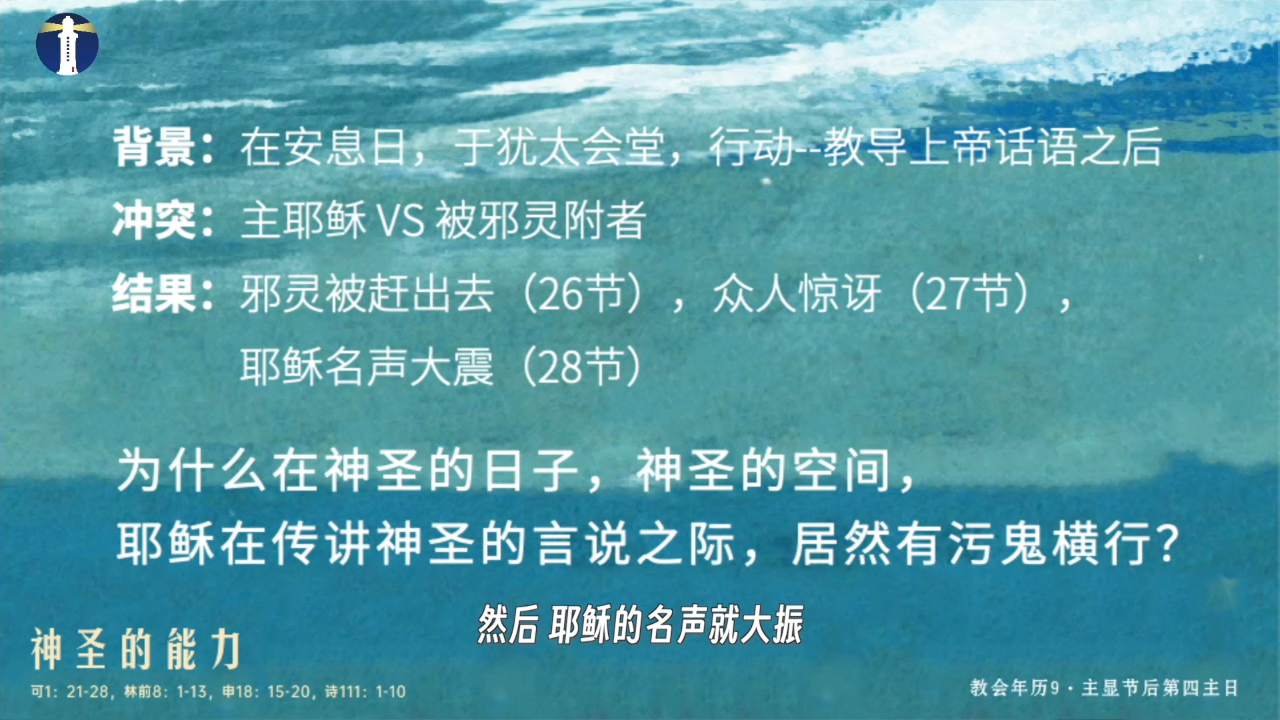 背景：在安息日，于犹太会堂，行动--教导上帝话语之后
冲突：主耶稣 VS 被邪灵附者
结果：邪灵被赶出去（26节），众人惊讶（27节），
耶稣名声大震（28节）
为什么在神圣的日子，神圣的空间，
耶稣在传讲神圣的言说之际，居然有污鬼横行？
然后 耶稣的名声就大振
神圣的能力
可1：21-28，林前8：1-13，申18：15-20，诗111：1-10
教会年历9·主显节后第四主日